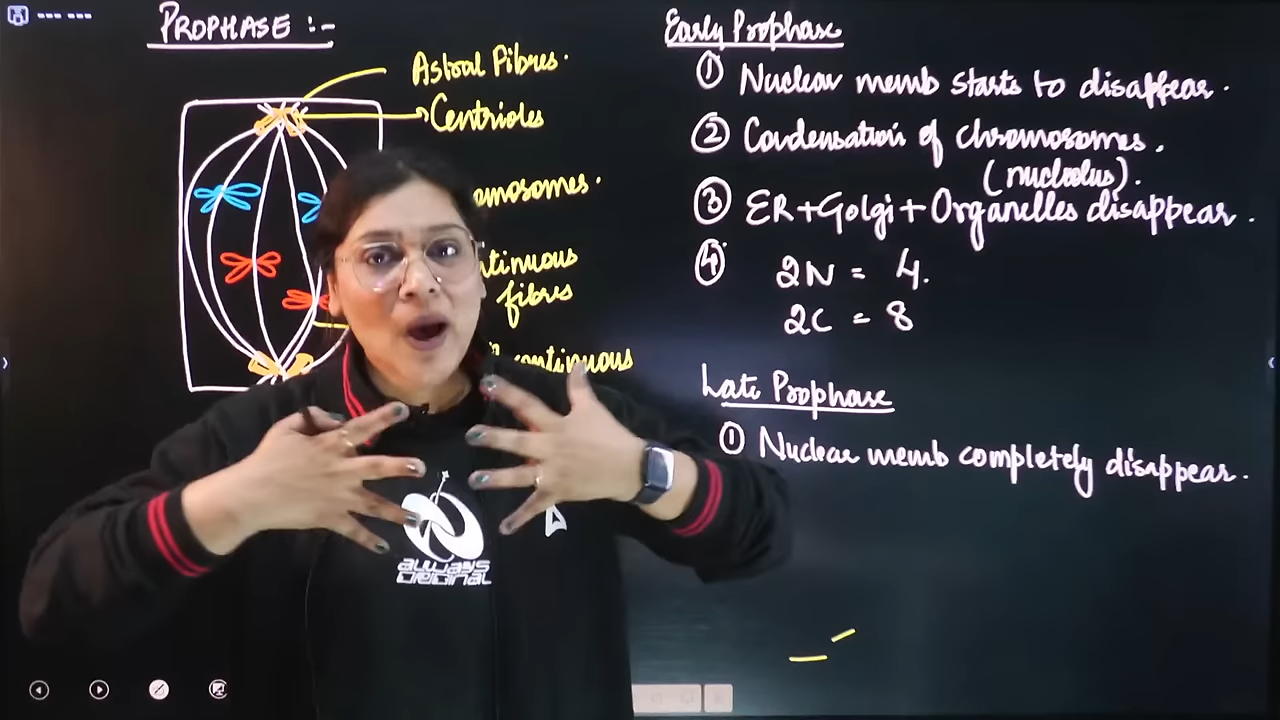 PROPHASE :-
Astral Fibres.
Centrioles
fibres
continuous
Early Prophase
① Nuclear memb starts to disappear.
② Condensation of chromosomes.
(nucleolus).
③ ER+Golgi+Organelles disappear.
④ 2N = 4.
2C = 8
Late Prophase
① Nuclear memb completely disappear.
always
original